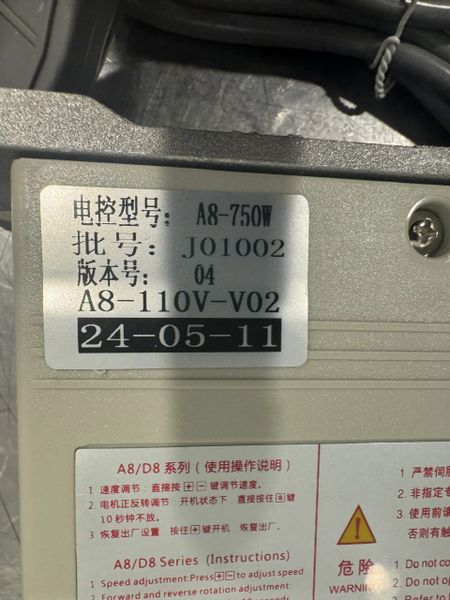 电控型号: A8-750W
批号: J01002
版本号: 04
A8-110V-V02
24-05-11
A8/D8 系列 (使用操作说明)
1 速度调节: 直接按 + - 键调节速度。
2 电机正反转调节: 开机状态下, 直接按住 键
10 秒钟不放。
3 恢复出厂设置 按住 + 键开机, 恢复出厂。
A8/D8 Series (Instructions)
1 Speed adjustment: Press + - to adjust speed
2 Forward and reverse rotation adjustment:
危险
WARNING
1 严禁伺
2. 非指定专
3. 使用前请
否则有触
1. Do not co
2. Do not op
3. Refer to